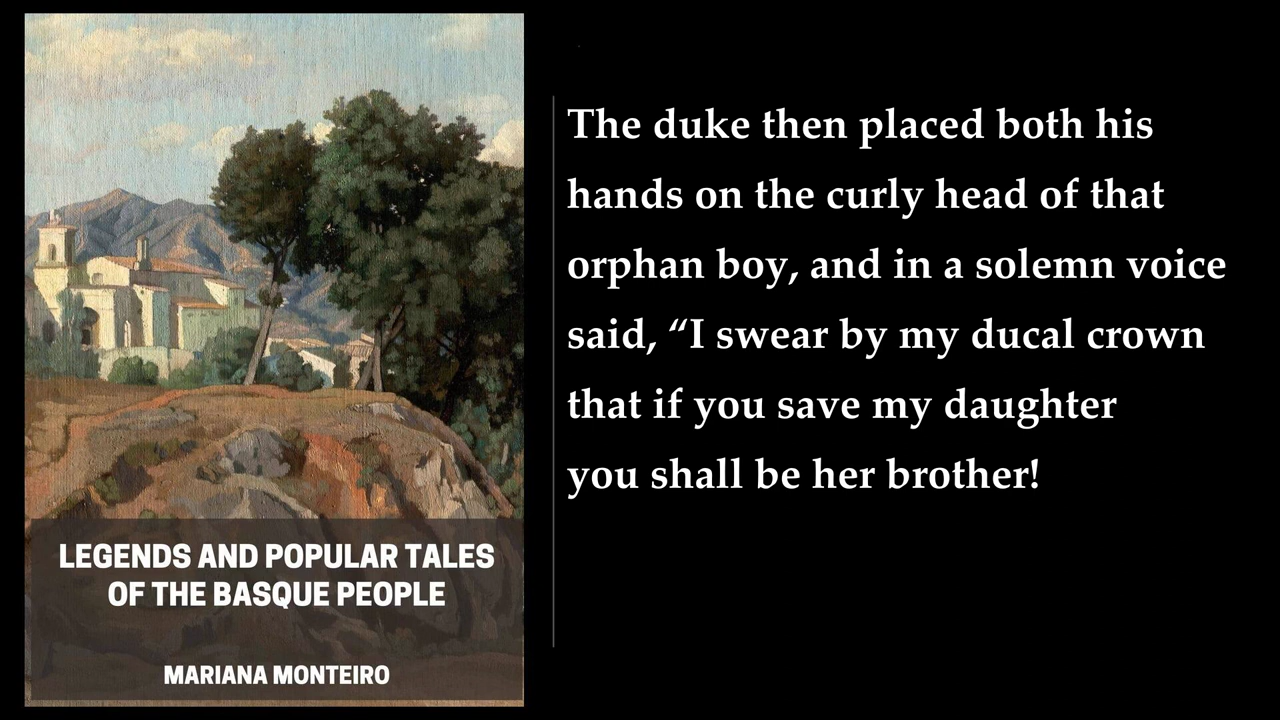 LEGENDS AND POPULAR TALES
OF THE BASQUE PEOPLE
MARIANA MONTEIRO
The duke then placed both his
hands on the curly head of that
orphan boy, and in a solemn voice
said, “I swear by my ducal crown
that if you save my daughter
you shall be her brother!